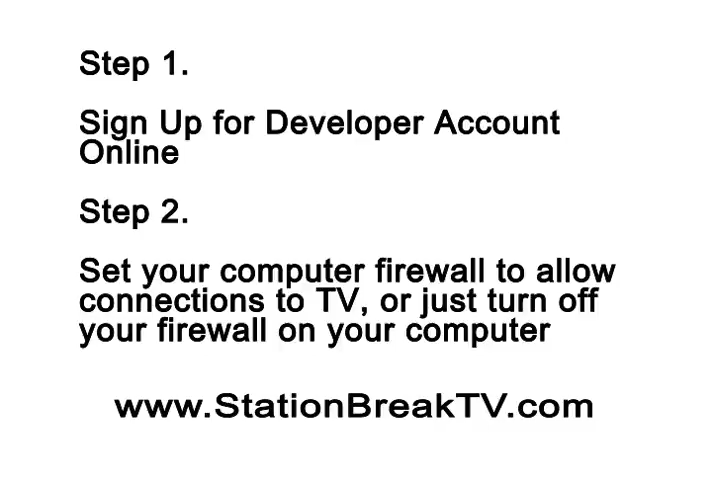 Step 1.
Sign Up for Developer Account
Online
Step 2.
Set your computer firewall to allow
connections to TV, or just turn off
your firewall on your computer
www.StationBreakTV.com